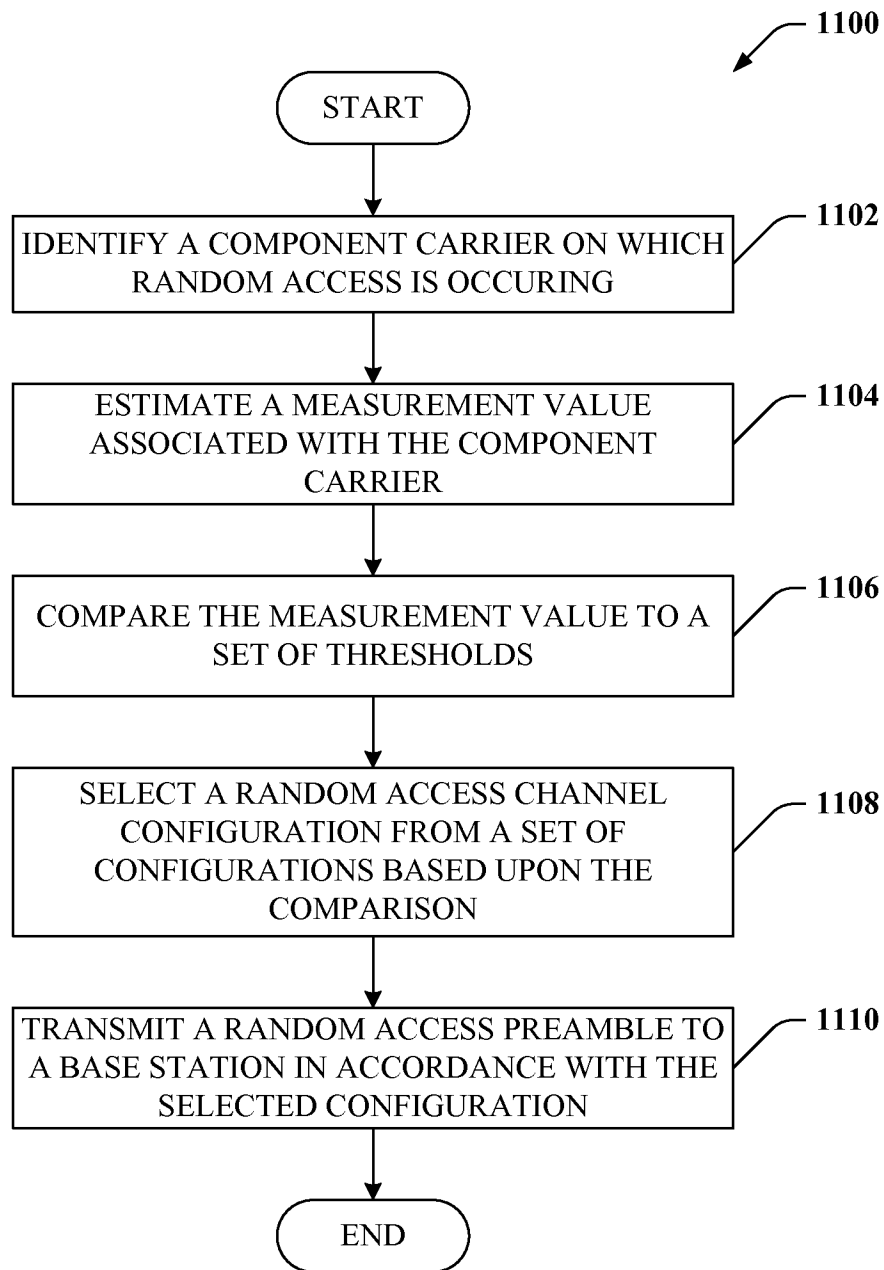 1100
START
1102
IDENTIFY A COMPONENT CARRIER ON WHICH
RANDOM ACCESS IS OCCURING
1104
ESTIMATE A MEASUREMENT VALUE
ASSOCIATED WITH THE COMPONENT
CARRIER
1106
COMPARE THE MEASUREMENT VALUE TO A
SET OF THRESHOLDS
1108
SELECT A RANDOM ACCESS CHANNEL
CONFIGURATION FROM A SET OF
CONFIGURATIONS BASED UPON THE
COMPARISON
1110
TRANSMIT A RANDOM ACCESS PREAMBLE TO
A BASE STATION IN ACCORDANCE WITH THE
SELECTED CONFIGURATION
END